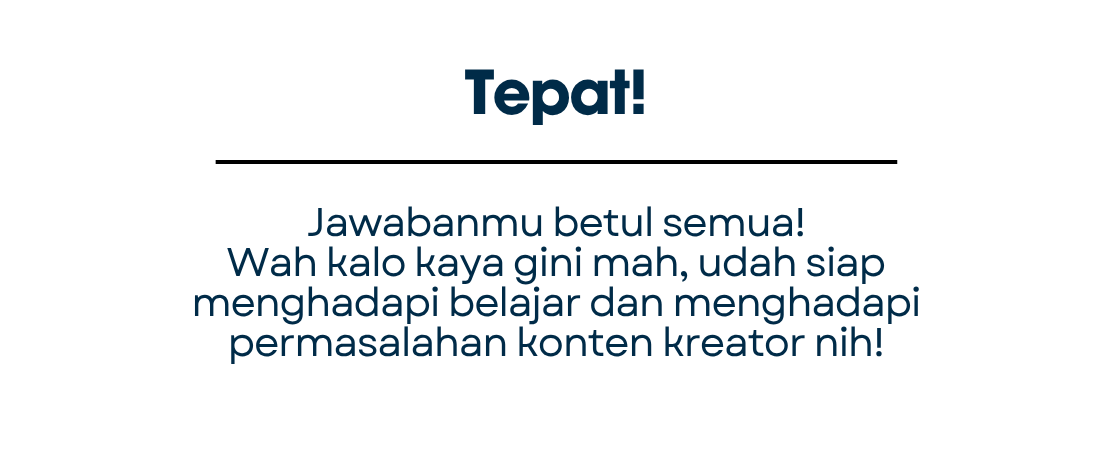 Tepat!
Jawabanmu betul semua!
Wah kalo kaya gini mah, udah siap
menghadapi belajar dan menghadapi
permasalahan konten kreator nih!